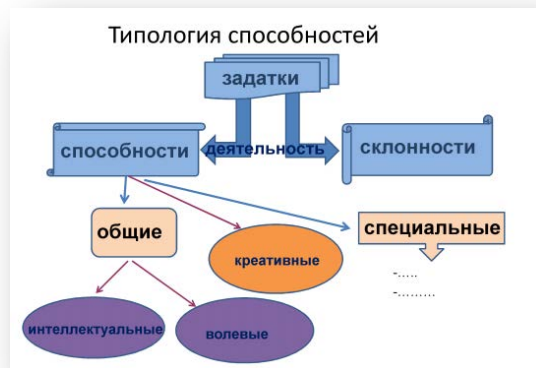 Типология способностей
задатки
способности
деятельность
склонности
общие
креативные
специальные
-.....
-.........
интеллектуальные
волевые